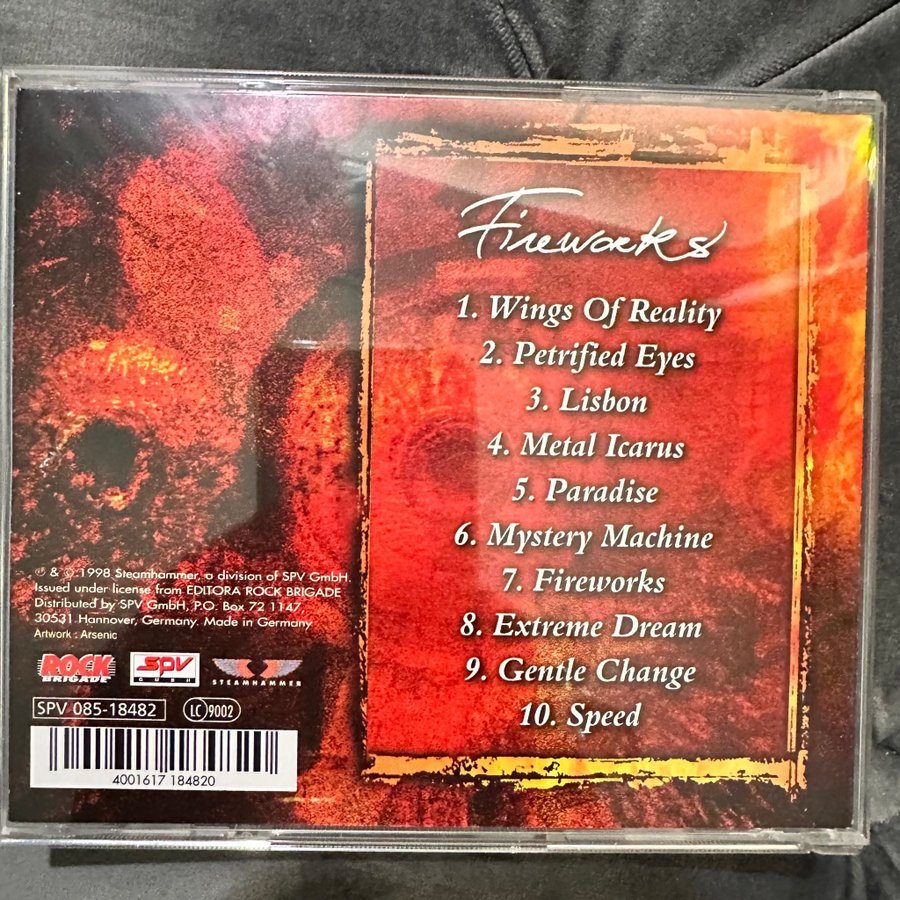 Fireworks
1. Wings Of Reality
2. Petrified Eyes
3. Lisbon
4. Metal Icarus
5. Paradise
6. Mystery Machine
7. Fireworks
8. Extreme Dream
9. Gentle Change
10. Speed
℗ & © 1998 Steamhammer, a division of SPV GmbH.
Issued under license from EDITORA ROCK BRIGADE
Distributed by SPV GmbH, P.O. Box 72 1147,
30531 Hannover, Germany. Made in Germany
Artwork : Arsenic
ROCK BRIGADE
SPV GMBH
STEAMHAMMER
SPV 085-18482
LC 9002
4001617 184820